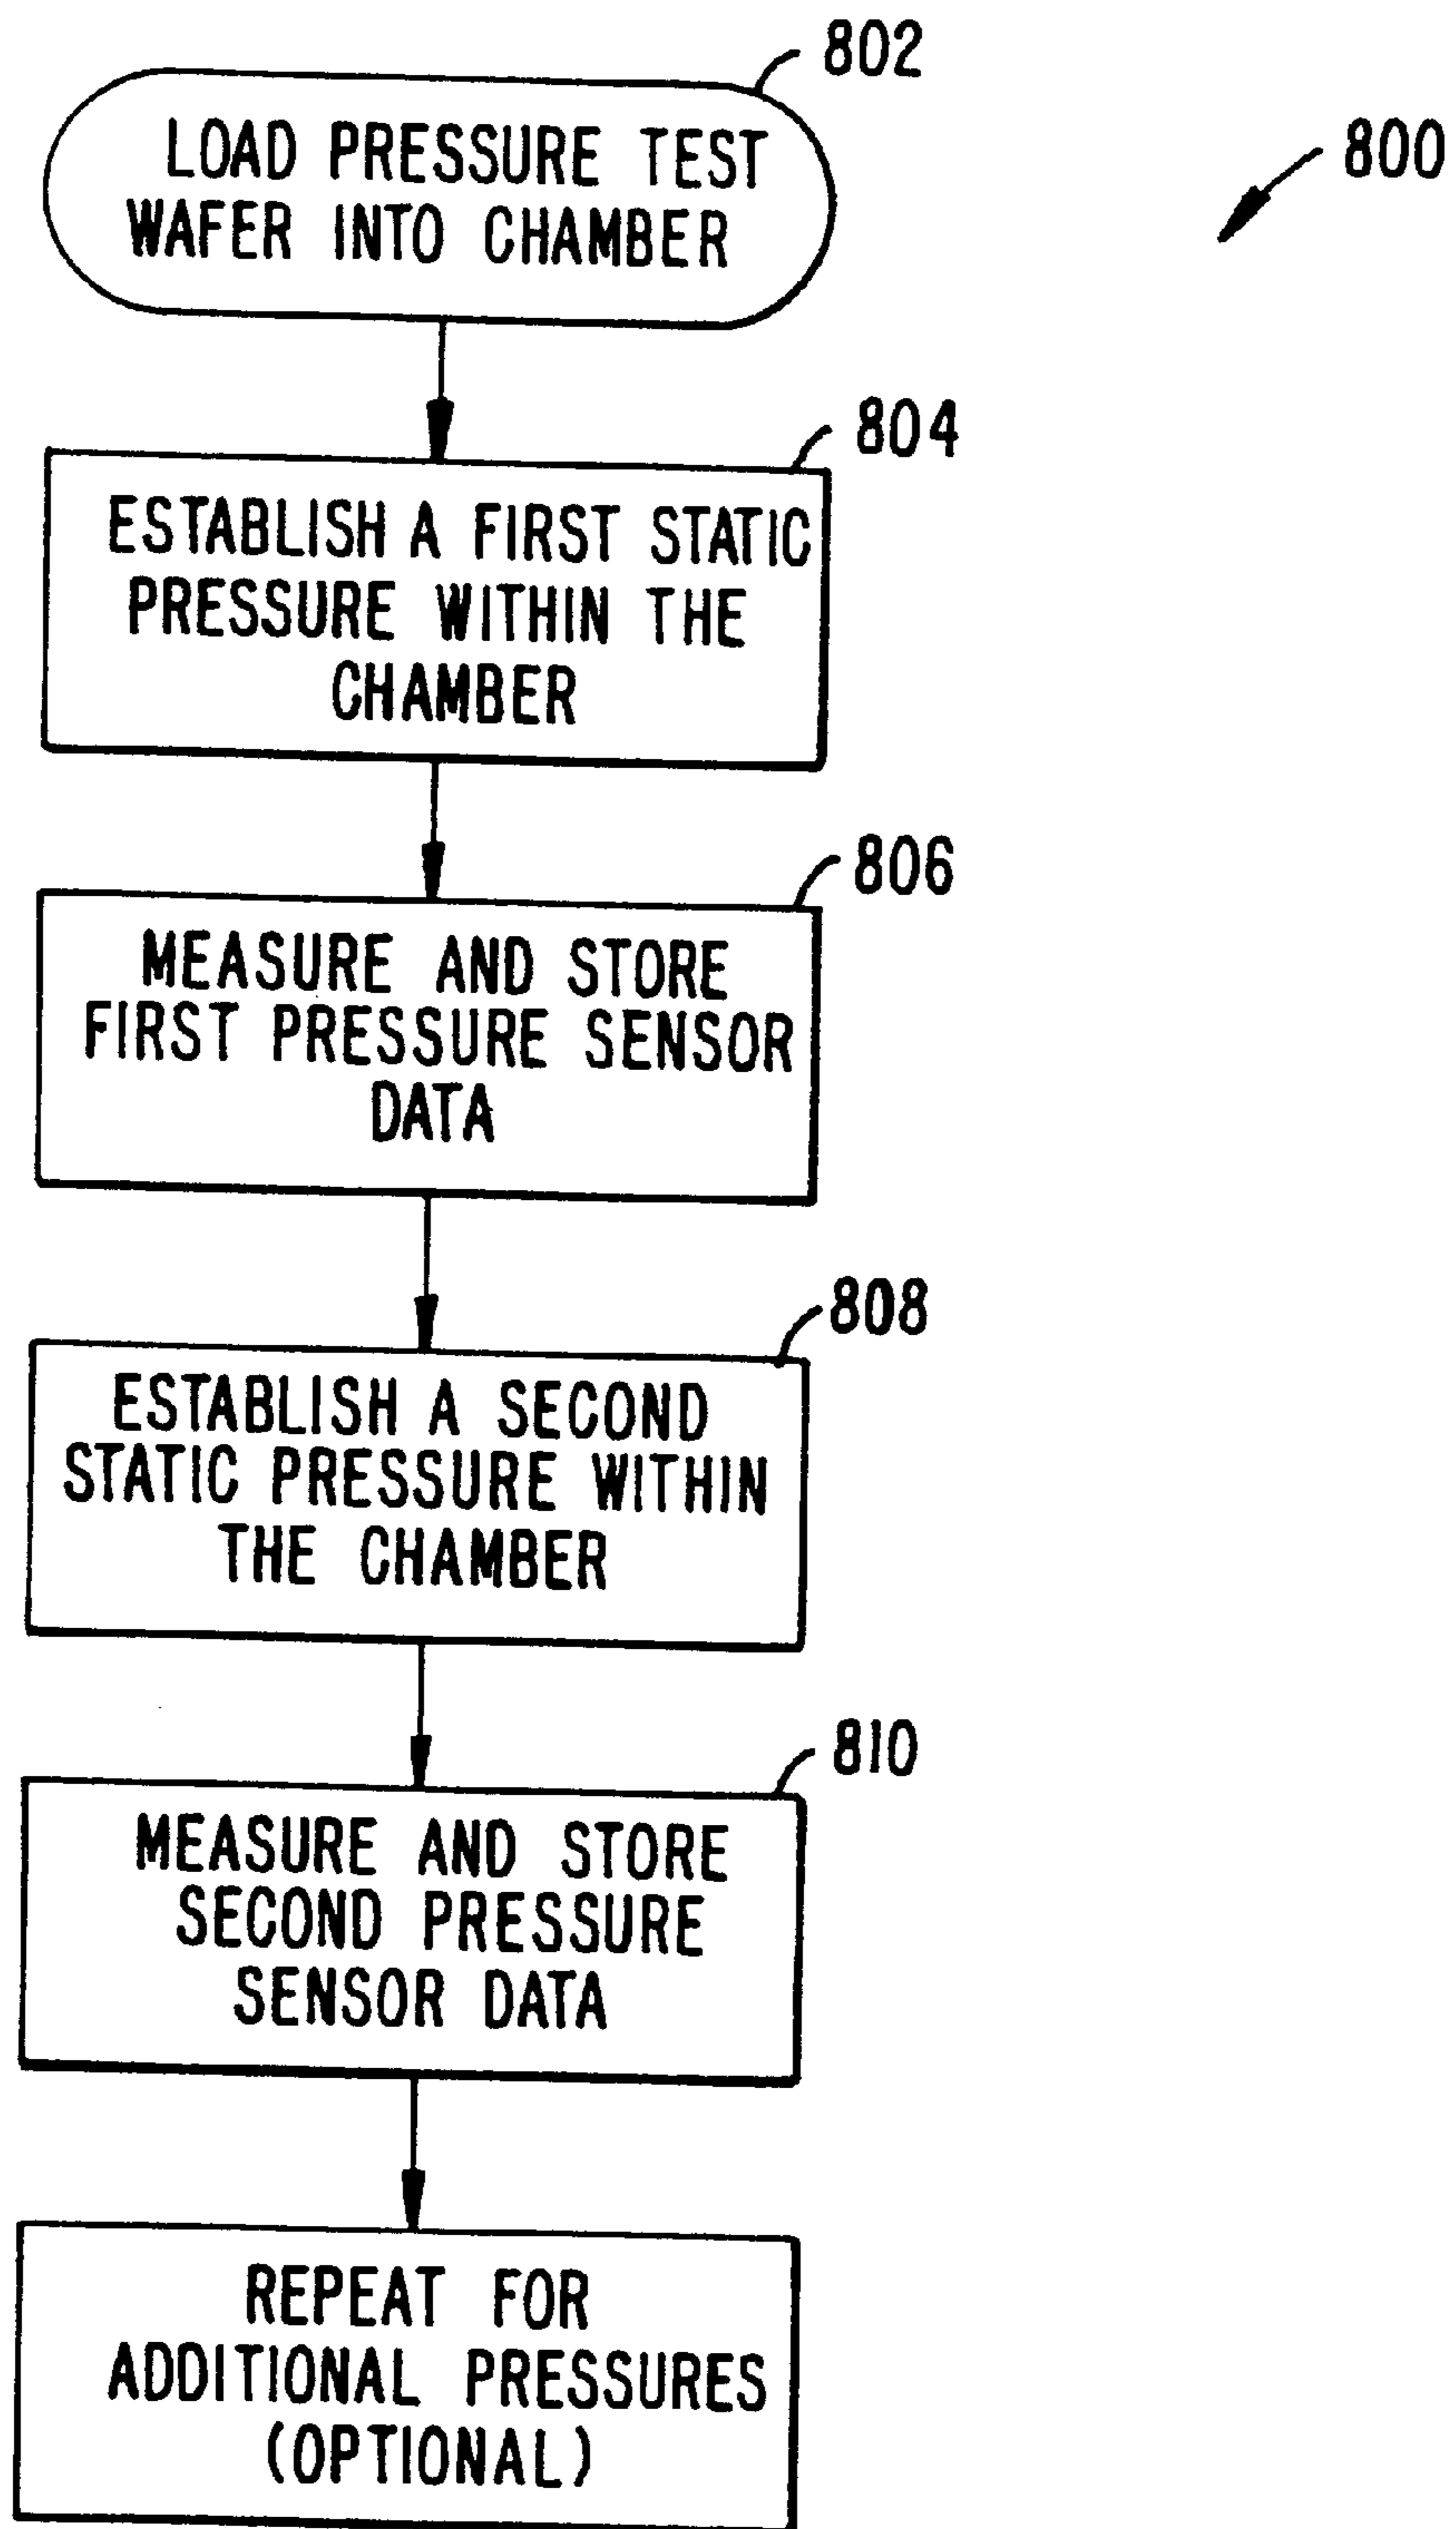 802
800
LOAD PRESSURE TEST
WAFER INTO CHAMBER
804
ESTABLISH A FIRST STATIC
PRESSURE WITHIN THE
CHAMBER
806
MEASURE AND STORE
FIRST PRESSURE SENSOR
DATA
808
ESTABLISH A SECOND
STATIC PRESSURE WITHIN
THE CHAMBER
810
MEASURE AND STORE
SECOND PRESSURE
SENSOR DATA
REPEAT FOR
ADDITIONAL PRESSURES
(OPTIONAL)